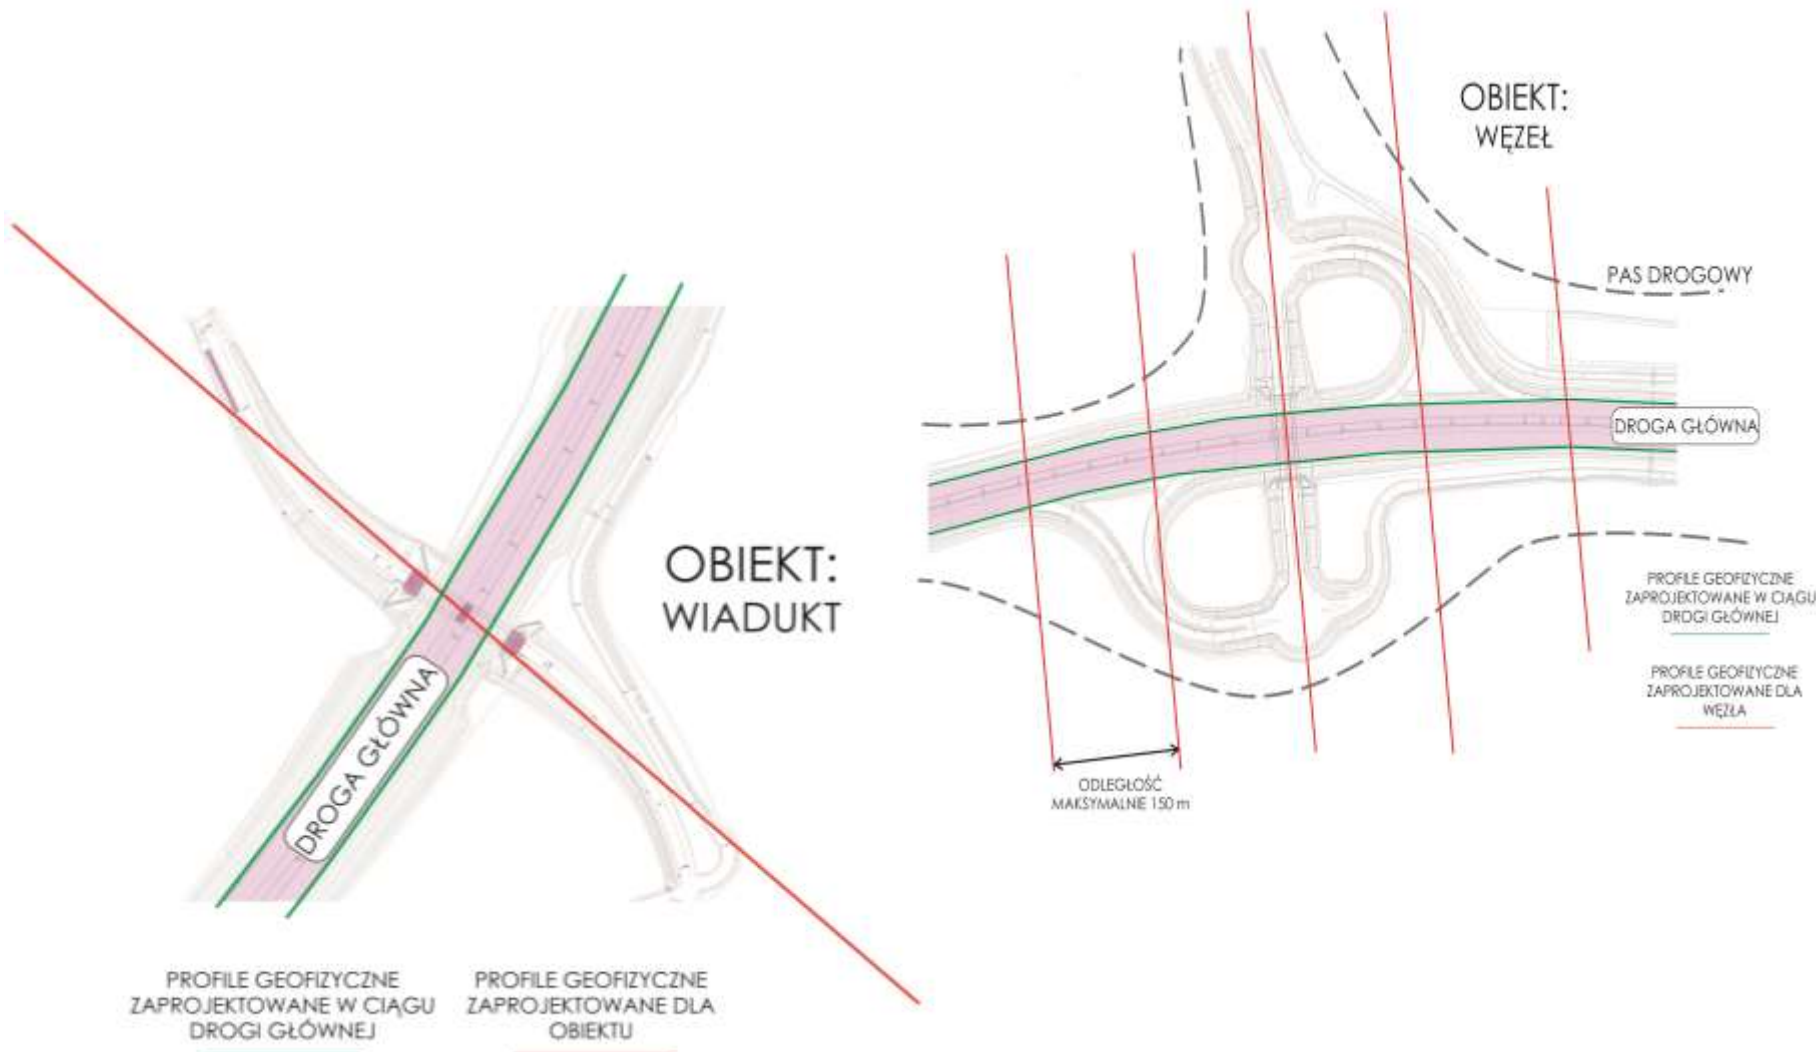 OBIEKT:
WIADUKT
DROGA GŁÓWNA
PROFILE GEOFIZYCZNE
ZAPROJEKTOWANE W CIĄGU
DROGI GŁÓWNEJ
PROFILE GEOFIZYCZNE
ZAPROJEKTOWANE DLA
OBIEKTU
OBIEKT:
WĘZEŁ
PAS DROGOWY
DROGA GŁÓWNA
PROFILE GEOFIZYCZNE
ZAPROJEKTOWANE W CIĄGU
DROGI GŁÓWNEJ
PROFILE GEOFIZYCZNE
ZAPROJEKTOWANE DLA
WĘZŁA
ODLEGŁOŚĆ
MAKSYMALNIE 150 m